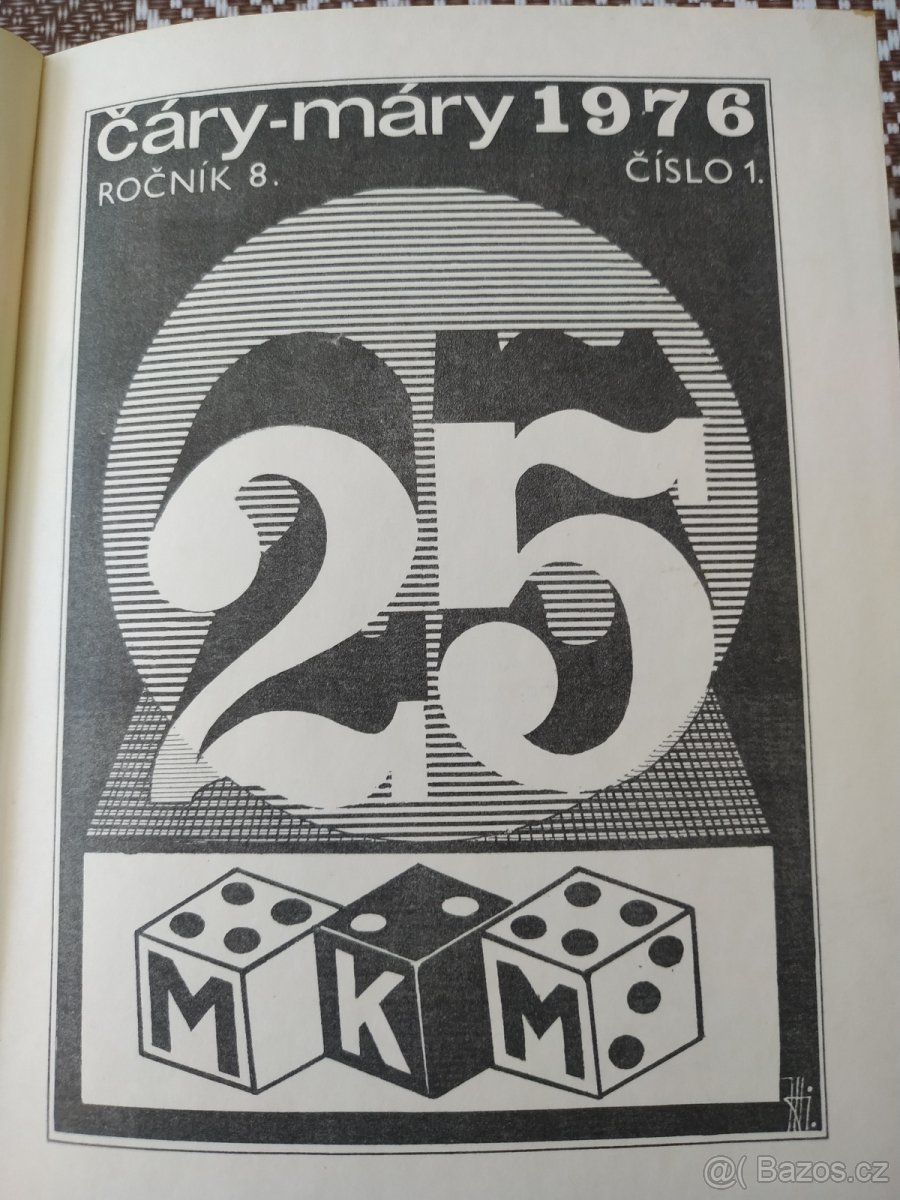 čáry-máry 1976
ROČNÍK 8. ČÍSLO 1.
25
M K M
@( Bazos.cz